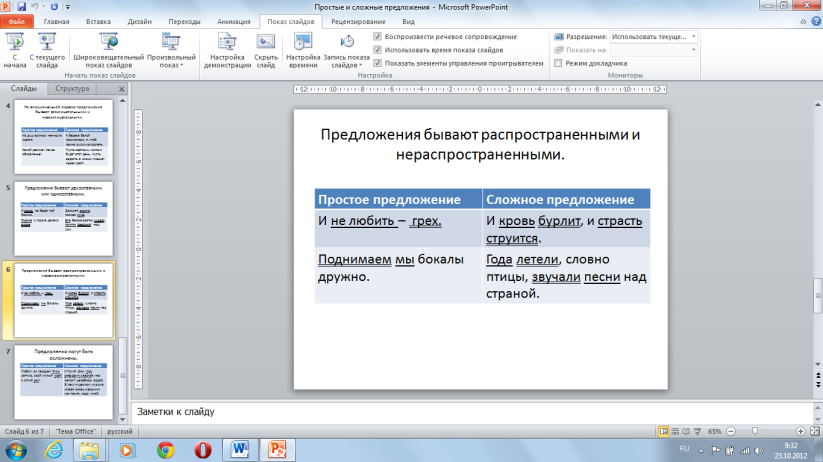 Простые и сложные предложения - Microsoft PowerPoint
Файл Главная Вставка Дизайн Переходы Анимация Показ слайдов Рецензирование Вид
С начала
С текущего слайда
Широковещательный показ слайдов
Произвольный показ
Начать показ слайдов
Настройка демонстрации
Скрыть слайд
Настройка времени
Запись показа слайдов
Воспроизвести речевое сопровождение
Использовать время показа слайдов
Показать элементы управления проигрывателем
Настройка
Разрешение: Использовать текуще...
Показать на:
Режим докладчика
Мониторы
Слайды Структура
4
5
Предложения бывают двусоставными
или односоставными.
6
Предложения бывают распространенными и
нераспространенными.
7
Предложения могут быть
осложнены.
Предложения бывают распространенными и
нераспространенными.
Простое предложение Сложное предложение
И не любить – грех. И кровь бурлит, и страсть
струится.
Поднимаем мы бокалы Года летели, словно
дружно. птицы, звучали песни над
страной.
Заметки к слайду
Слайд 6 из 7 "Тема Office" русский 65%
RU 9:32
23.10.2012